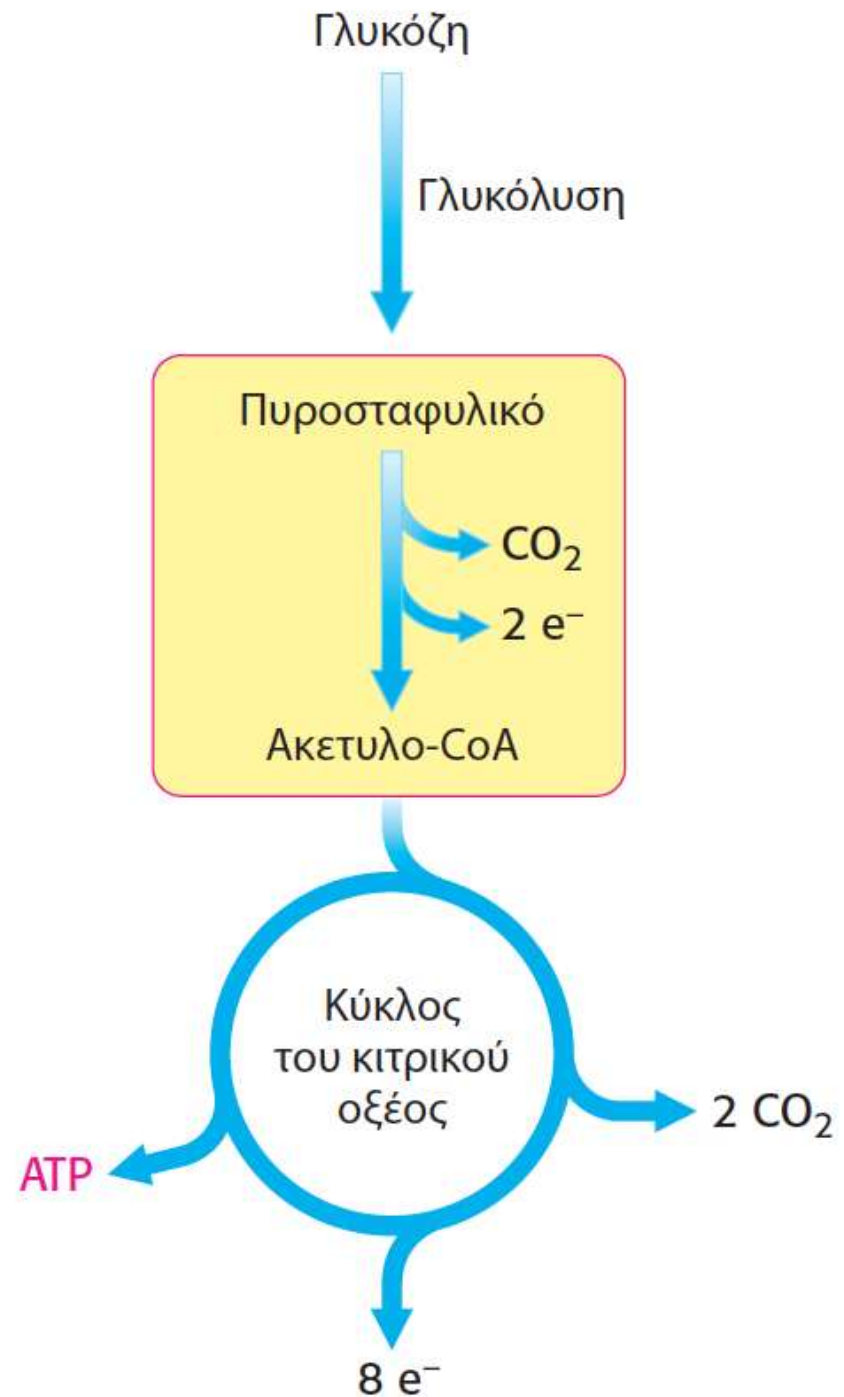 Γλυκόζη
Γλυκόλυση
Πυροσταφυλικό
CO₂
2 e⁻
Ακετυλο-CoA
Κύκλος
του κιτρικού
οξέος
2 CO₂
ATP
8 e⁻